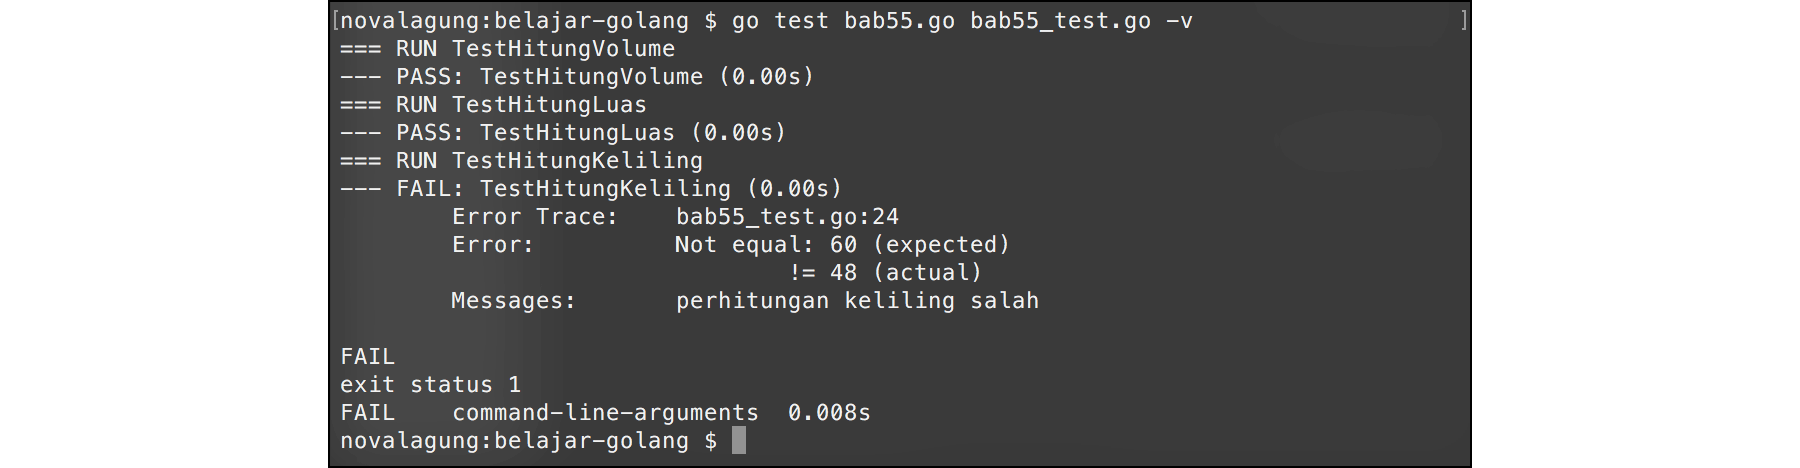 [novalagung:belajar-golang $ go test bab55.go bab55_test.go -v ]
=== RUN TestHitungVolume
--- PASS: TestHitungVolume (0.00s)
=== RUN TestHitungLuas
--- PASS: TestHitungLuas (0.00s)
=== RUN TestHitungKeliling
--- FAIL: TestHitungKeliling (0.00s)
Error Trace: bab55_test.go:24
Error: Not equal: 60 (expected)
!= 48 (actual)
Messages: perhitungan keliling salah
FAIL
exit status 1
FAIL command-line-arguments 0.008s
novalagung:belajar-golang $